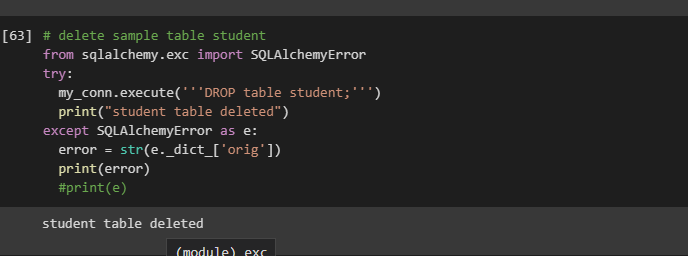 [63] # delete sample table student
from sqlalchemy.exc import SQLAlchemyError
try:
  my_conn.execute('''DROP table student;''')
  print("student table deleted")
except SQLAlchemyError as e:
  error = str(e._dict_['orig'])
  print(error)
  #print(e)
student table deleted
(module) exc